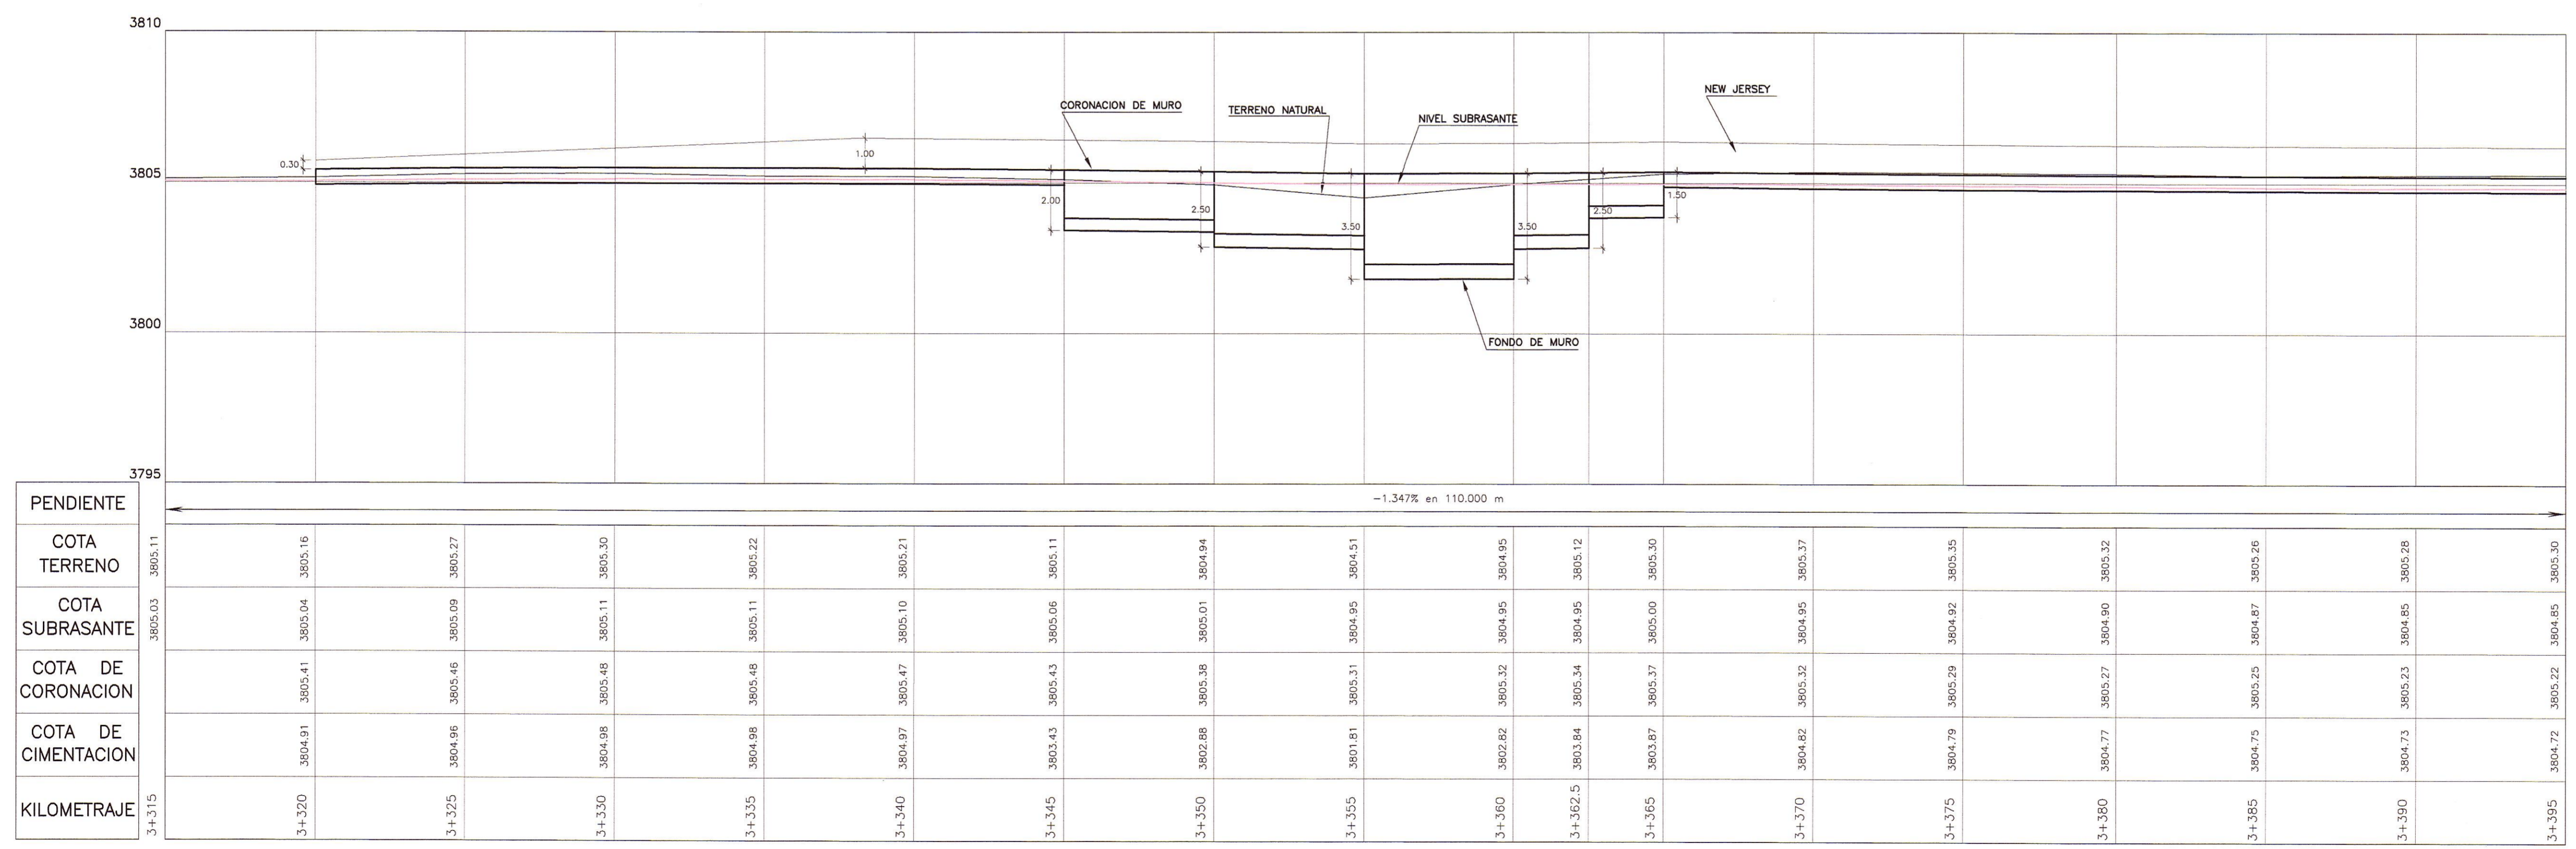 3810
3805
3800
3795
CORONACION DE MURO
TERRENO NATURAL
NIVEL SUBRASANTE
NEW JERSEY
0.30
1.00
2.00
2.50
3.50
3.50
2.50
1.50
FONDO DE MURO
PENDIENTE
-1.347% en 110.000 m
COTA
TERRENO
3805.11 3805.16 3805.27 3805.30 3805.22 3805.21 3805.11 3804.94 3804.51 3804.95 3805.12 3805.30 3805.37 3805.35 3805.32 3805.26 3805.28 3805.30
COTA
SUBRASANTE
3805.03 3805.04 3805.09 3805.11 3805.11 3805.10 3805.06 3805.01 3804.95 3804.95 3804.95 3805.00 3804.95 3804.92 3804.90 3804.87 3804.85 3804.85
COTA DE
CORONACION
3805.41 3805.46 3805.48 3805.48 3805.47 3805.43 3805.38 3805.31 3805.32 3805.34 3805.37 3805.32 3805.29 3805.27 3805.25 3805.23 3805.22
COTA DE
CIMENTACION
3804.91 3804.96 3804.98 3804.98 3804.97 3803.43 3802.88 3801.81 3802.82 3803.84 3803.87 3804.82 3804.79 3804.77 3804.75 3804.73 3804.72
KILOMETRAJE
3+315 3+320 3+325 3+330 3+335 3+340 3+345 3+350 3+355 3+360 3+362.5 3+365 3+370 3+375 3+380 3+385 3+390 3+395